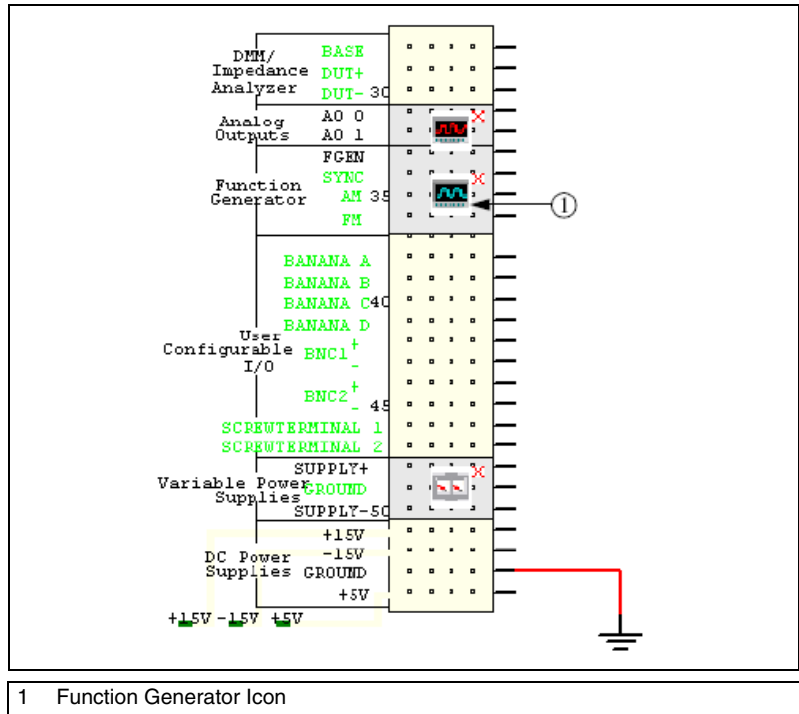 DMM/
Impedance
Analyzer
BASE
DUT+
DUT- 30
Analog
Outputs
AO 0
AO 1
Function
Generator
FGEN
SYNC
AM 35
FM
User
Configurable
I/O
BANANA A
BANANA B
BANANA C 40
BANANA D
BNC1 +
-
BNC2 +
- 45
SCREWTERMINAL 1
SCREWTERMINAL 2
Variable Power
Supplies
SUPPLY+
GROUND
SUPPLY- 50
DC Power
Supplies
+15V
-15V
GROUND
+5V
+15V -15V +5V
1
1 Function Generator Icon